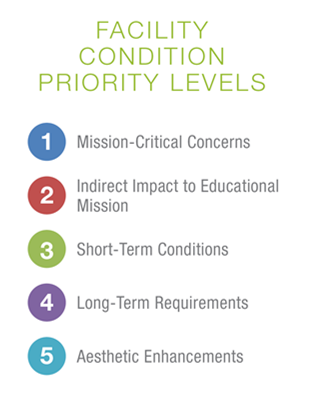 FACILITY
CONDITION
PRIORITY LEVELS
1 Mission-Critical Concerns
2 Indirect Impact to Educational
Mission
3 Short-Term Conditions
4 Long-Term Requirements
5 Aesthetic Enhancements